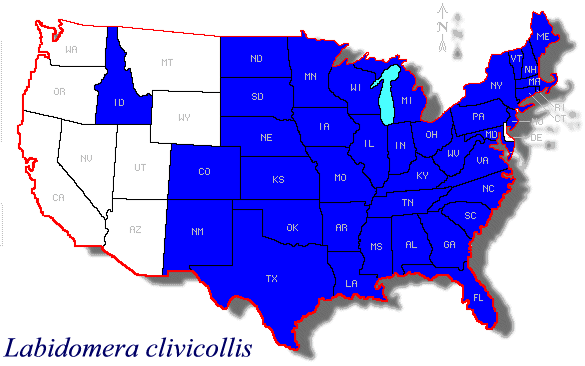 N
N
ME
WA
MT
ND
MN
VT
NH
MA
OR
ID
SD
WI
MI
NY
RI
CT
WY
NE
IA
PA
NJ
NV
UT
CO
IL
IN
OH
MD
DE
WV
VA
CA
KS
MO
KY
NC
AZ
NM
OK
AR
TN
SC
MS
AL
GA
TX
LA
FL
Labidomera clivicollis